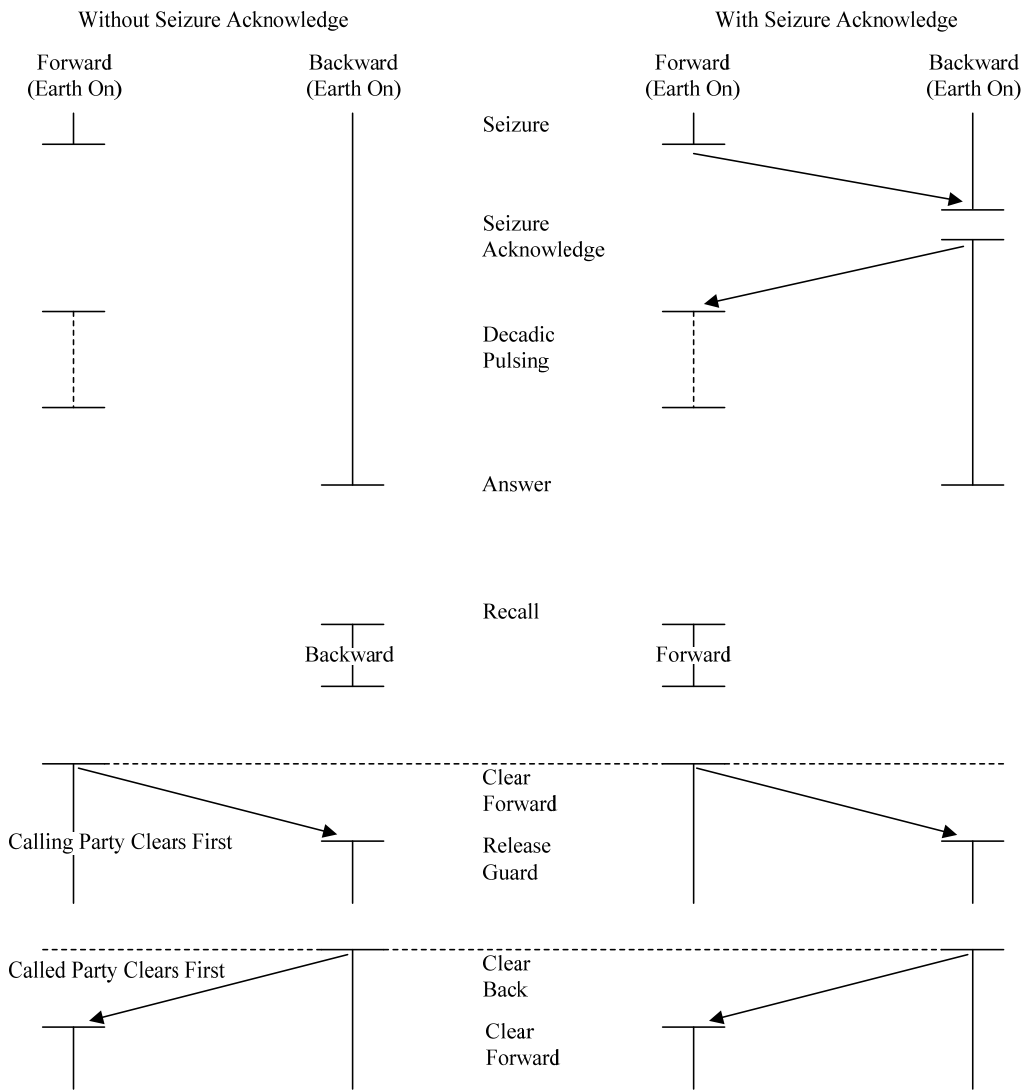 Without Seizure Acknowledge
With Seizure Acknowledge
Forward
(Earth On)
Backward
(Earth On)
Forward
(Earth On)
Backward
(Earth On)
Seizure
Seizure
Acknowledge
Decadic
Pulsing
Answer
Recall
Backward
Forward
Clear
Forward
Calling Party Clears First
Release
Guard
Called Party Clears First
Clear
Back
Clear
Forward